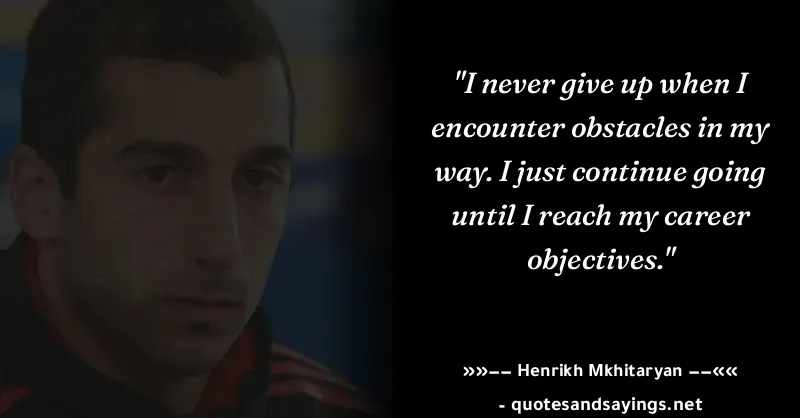 "I never give up when I
encounter obstacles in my
way. I just continue going
until I reach my career
objectives."
»»—— Henrikh Mkhitaryan ——««
- quotesandsayings.net